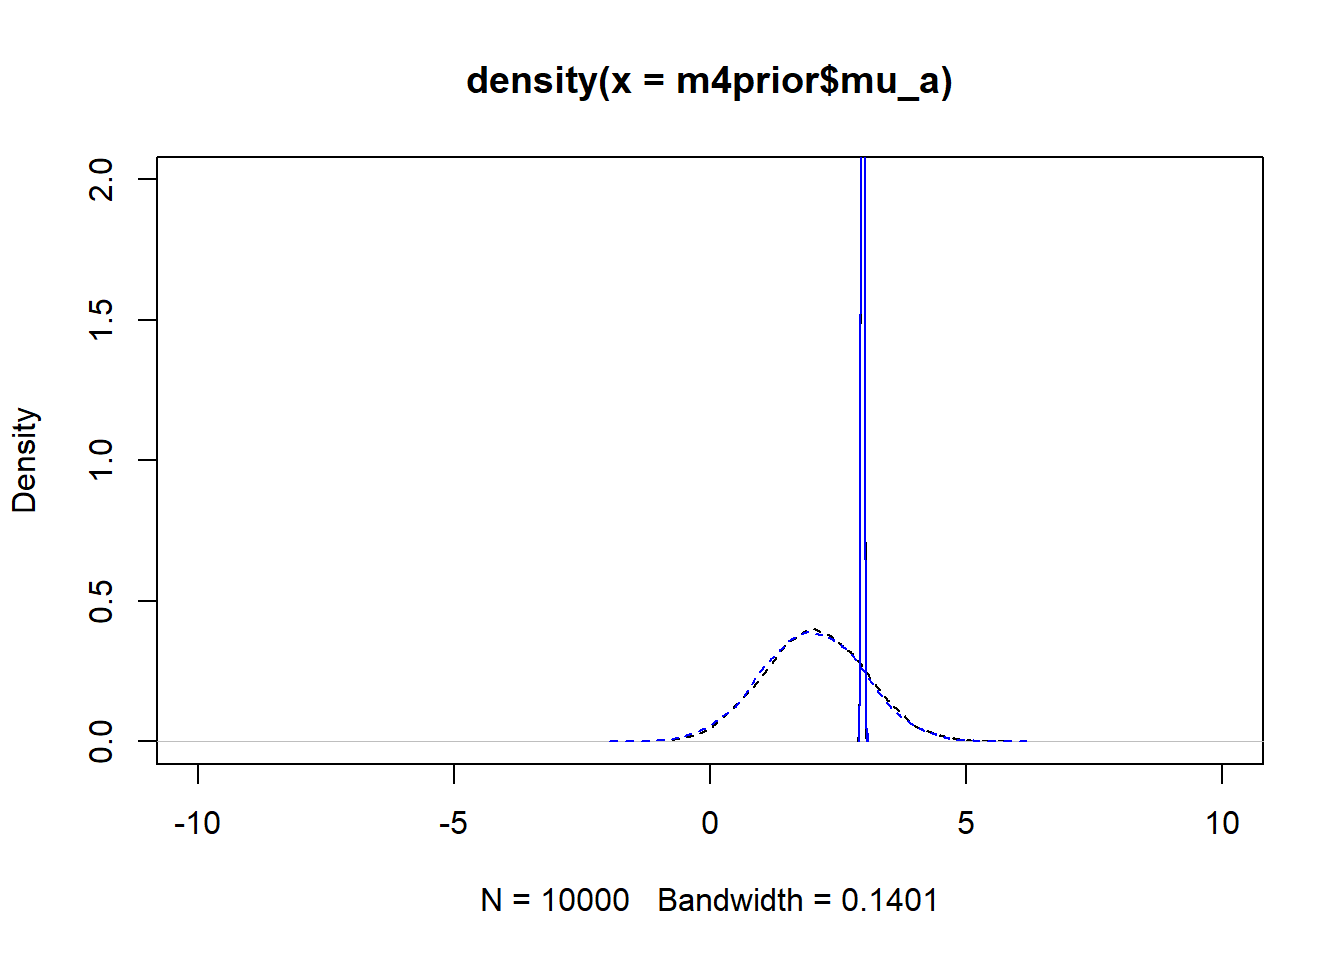 density(x = m4prior$mu_a)
Density
2.0
1.5
1.0
0.5
0.0
-10 -5 0 5 10
N = 10000 Bandwidth = 0.1401